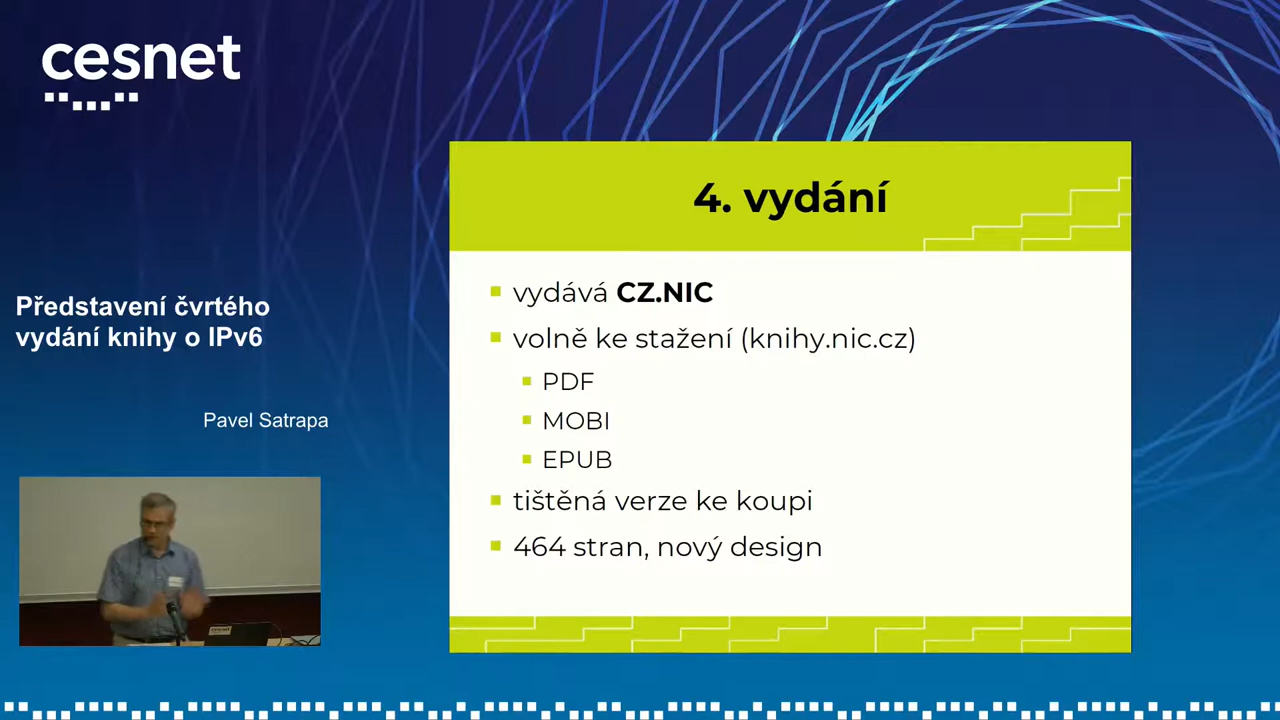 cesnet
Představení čtvrtého
vydání knihy o IPv6
Pavel Satrapa
4. vydání
vydává CZ.NIC
volně ke stažení (knihy.nic.cz)
PDF
MOBI
EPUB
tištěná verze ke koupi
464 stran, nový design
cesnet